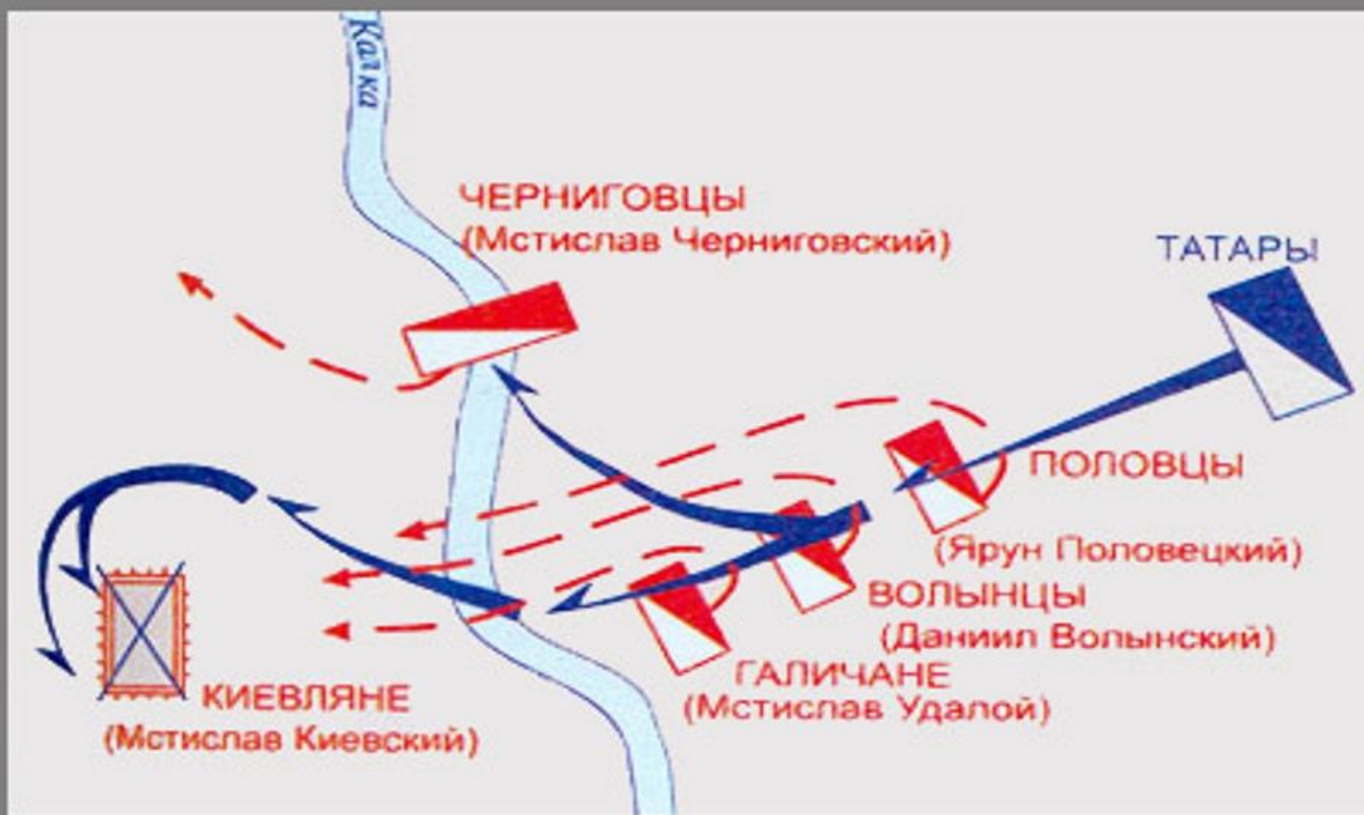 Калка
ЧЕРНИГОВЦЫ
(Мстислав Черниговский)
ТАТАРЫ
ПОЛОВЦЫ
(Ярун Половецкий)
ВОЛЫНЦЫ
(Даниил Волынский)
ГАЛИЧАНЕ
(Мстислав Удалой)
КИЕВЛЯНЕ
(Мстислав Киевский)